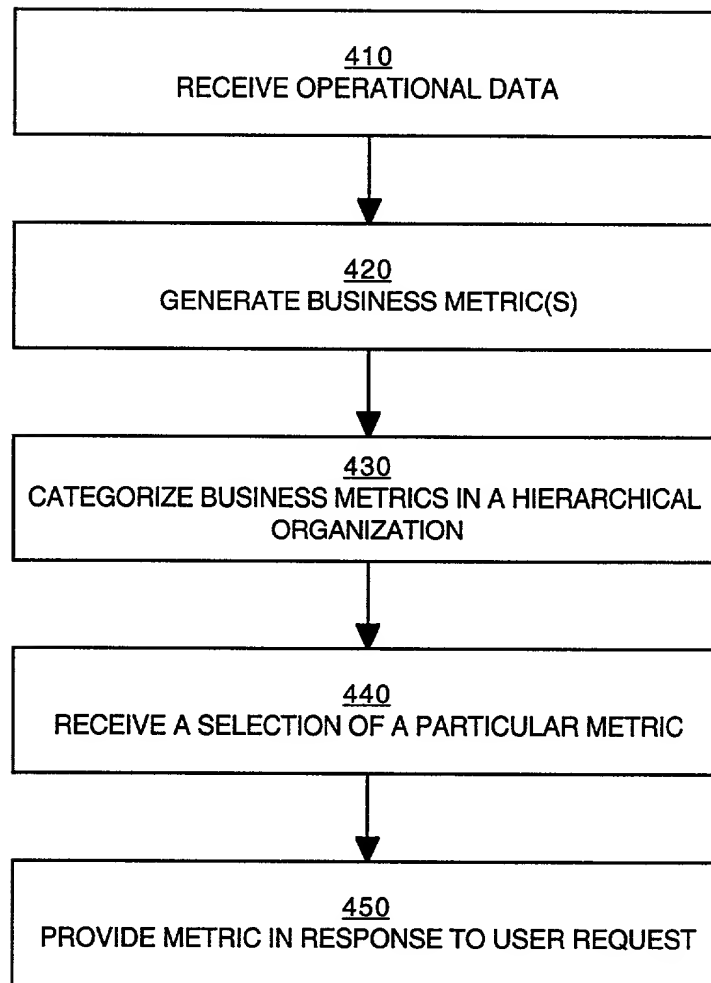 410
RECEIVE OPERATIONAL DATA
420
GENERATE BUSINESS METRIC(S)
430
CATEGORIZE BUSINESS METRICS IN A HIERARCHICAL
ORGANIZATION
440
RECEIVE A SELECTION OF A PARTICULAR METRIC
450
PROVIDE METRIC IN RESPONSE TO USER REQUEST